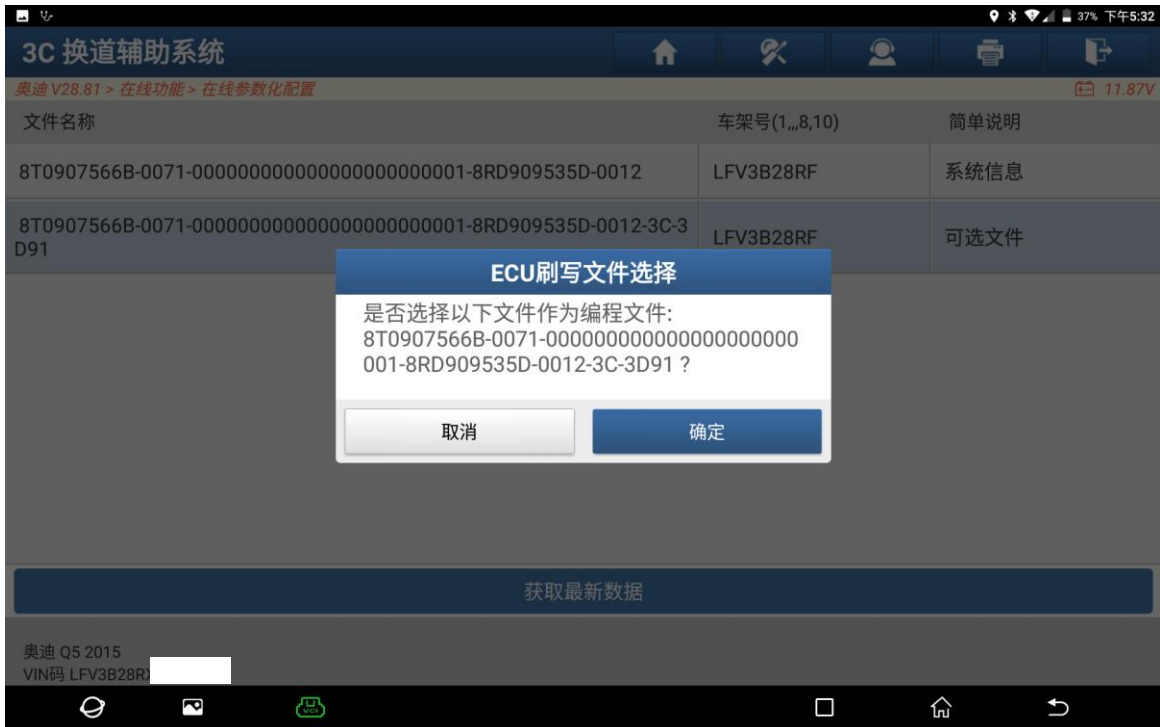 37% 下午5:32
3C 换道辅助系统
奥迪 V28.81 > 在线功能 > 在线参数化配置
11.87V
文件名称 车架号(1,,,8,10) 简单说明
8T0907566B-0071-000000000000000000000001-8RD909535D-0012 LFV3B28RF 系统信息
8T0907566B-0071-000000000000000000000001-8RD909535D-0012-3C-3
D91 LFV3B28RF 可选文件
ECU刷写文件选择
是否选择以下文件作为编程文件:
8T0907566B-0071-000000000000000000000
001-8RD909535D-0012-3C-3D91 ?
取消 确定
获取最新数据
奥迪 Q5 2015
VIN码 LFV3B28R
VCI